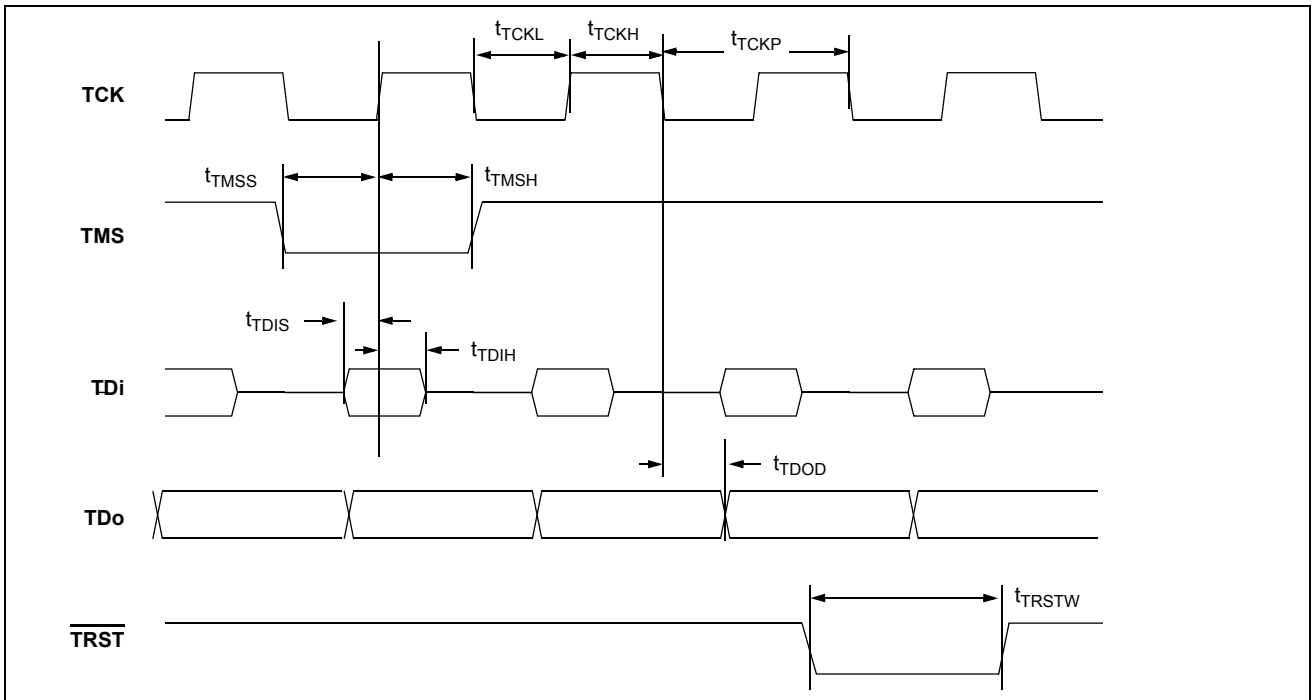 tTCKL tTCKH tTCKP
TCK
tTMSS tTMSH
TMS
tTDIS
tTDIH
TDi
tTDOD
TDo
tTRSTW
TRST